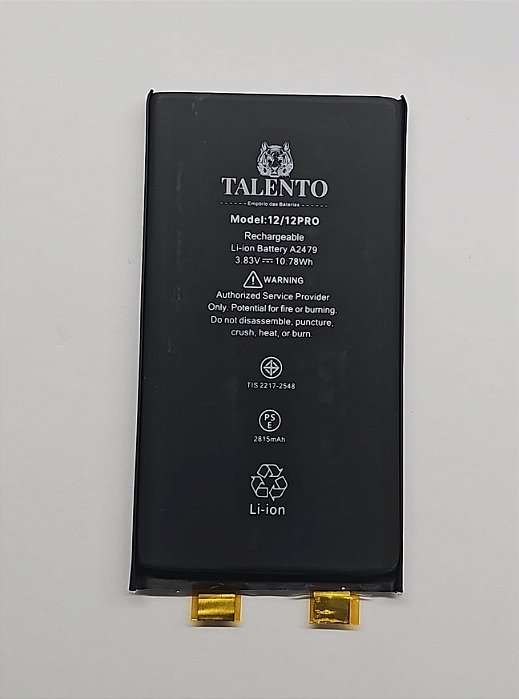 TALENTO
Empório das Baterias
Model:12/12PRO
Rechargeable
Li-ion Battery A2479
3.83V⎓10.78Wh
WARNING
Authorized Service Provider
Only. Potential for fire or burning.
Do not disassemble, puncture,
crush, heat, or burn.
TIS 2217-2548
PS
E
2815mAh
Li-ion